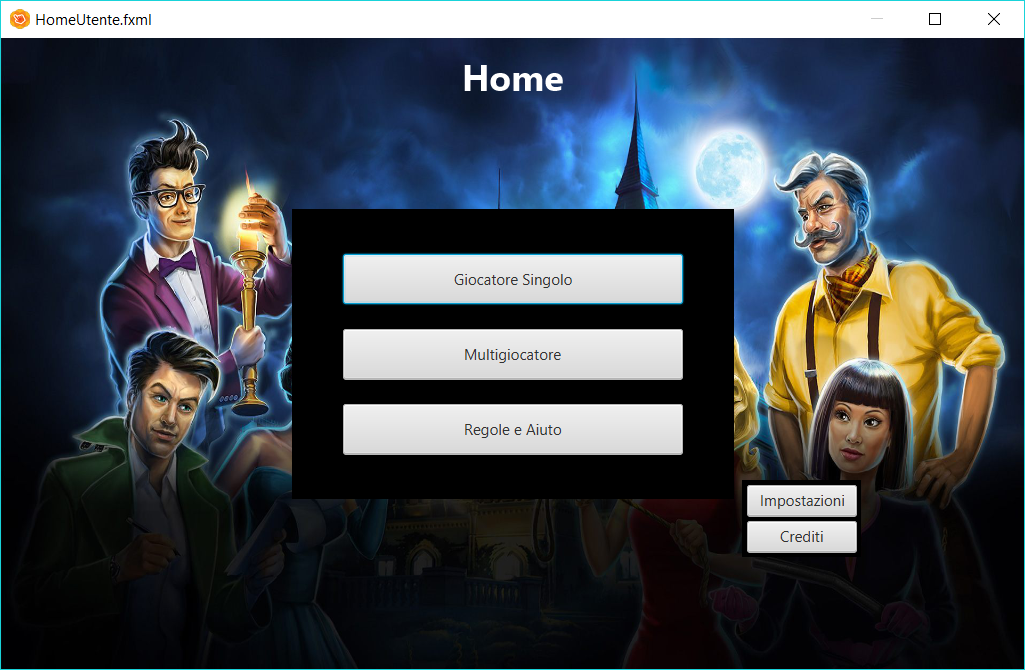 HomeUtente.fxml
Home
Giocatore Singolo
Multigiocatore
Regole e Aiuto
Impostazioni
Crediti